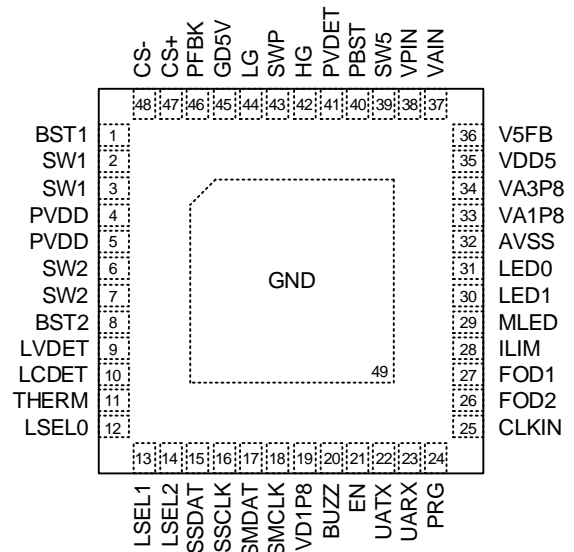 CS-
CS+
PFBK
GD5V
LG
SWP
HG
PVDET
PBST
SW5
VPIN
VAIN
48 47 46 45 44 43 42 41 40 39 38 37
BST1 1
SW1 2
SW1 3
PVDD 4
PVDD 5
SW2 6
SW2 7
BST2 8
LVDET 9
LCDET 10
THERM 11
LSEL0 12
GND
49
36 V5FB
35 VDD5
34 VA3P8
33 VA1P8
32 AVSS
31 LED0
30 LED1
29 MLED
28 ILIM
27 FOD1
26 FOD2
25 CLKIN
13 14 15 16 17 18 19 20 21 22 23 24
LSEL1
LSEL2
SSDAT
SSCLK
SMDAT
SMCLK
VD1P8
BUZZ
EN
UATX
UARX
PRG